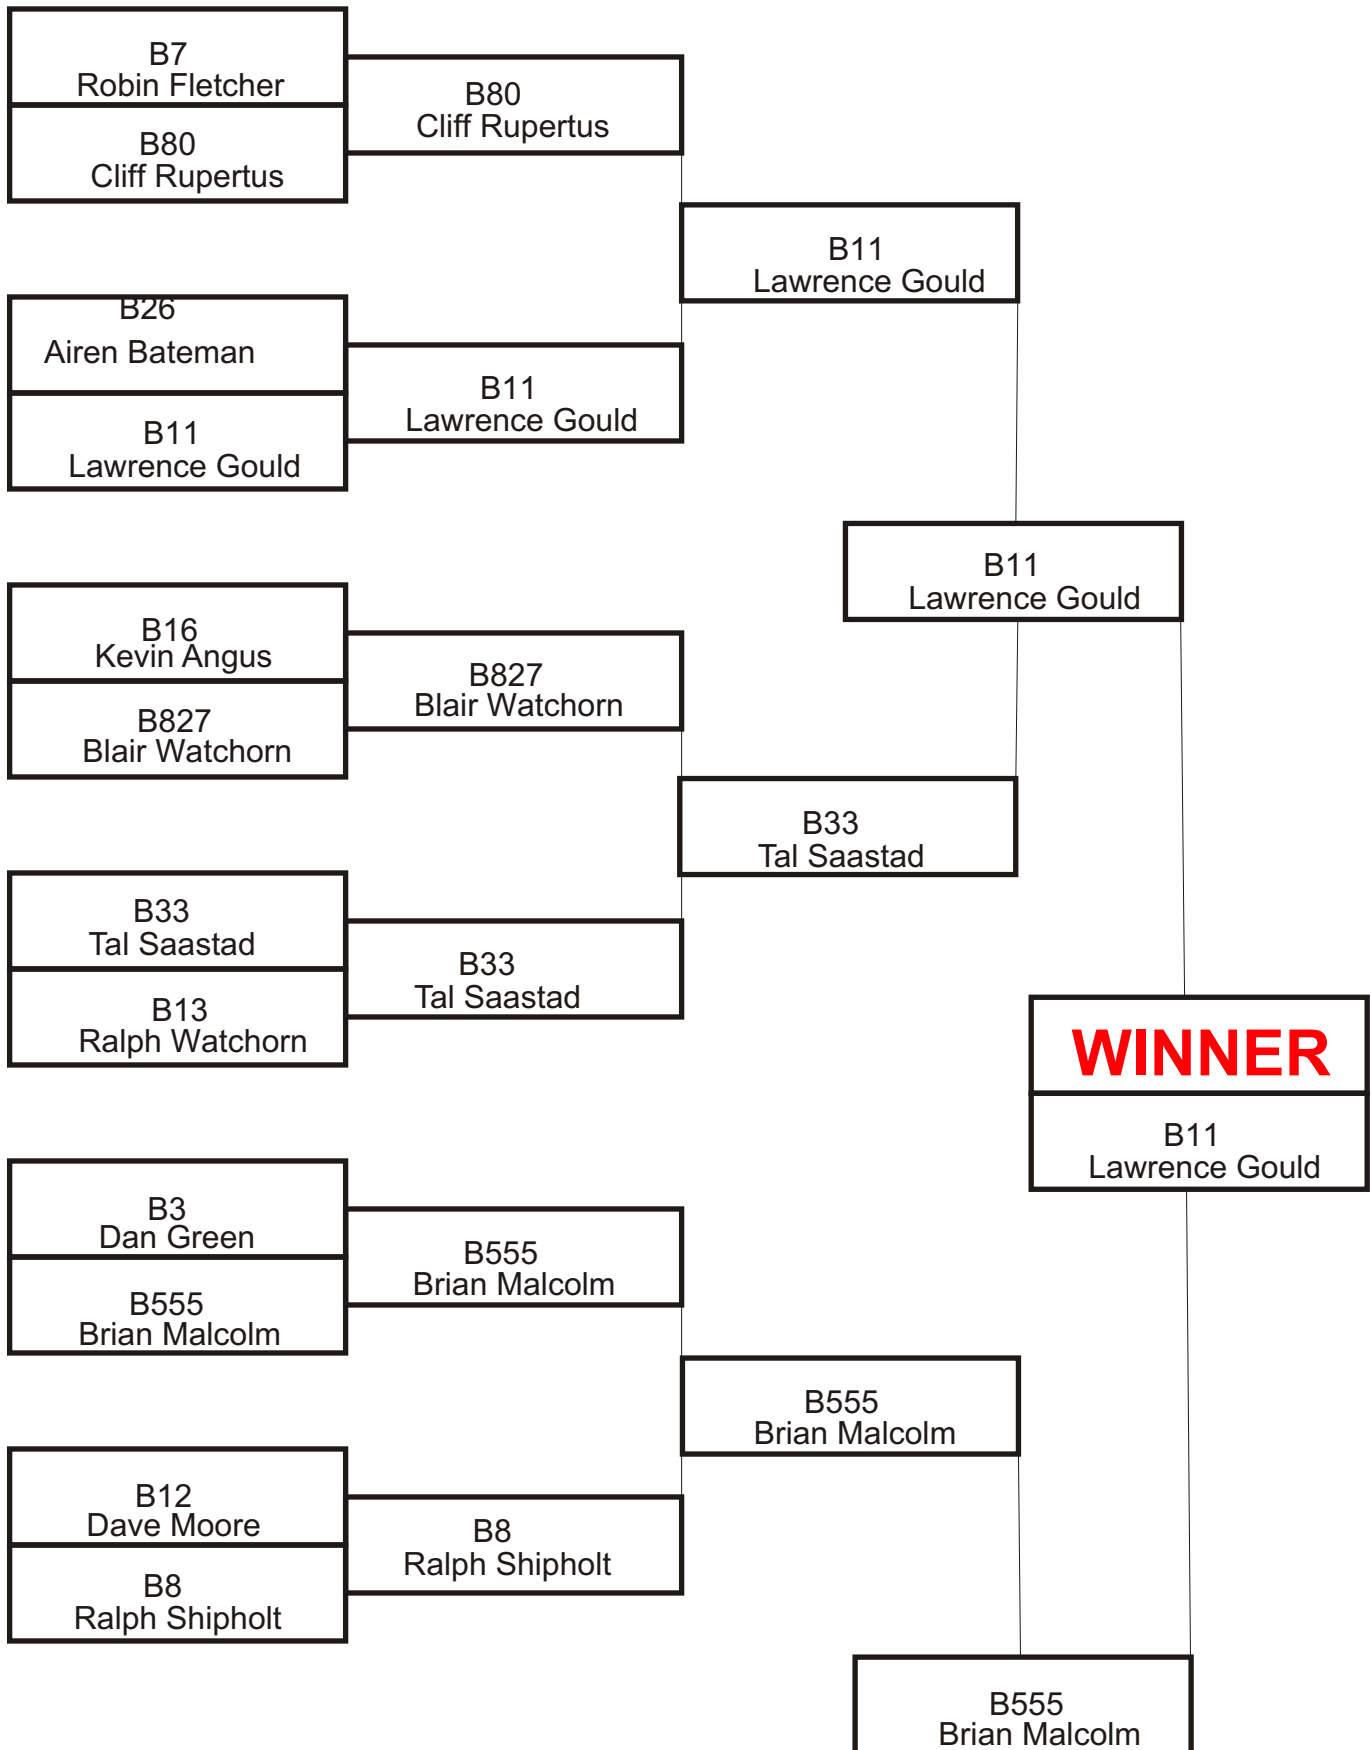 B7
Robin Fletcher
B80
Cliff Rupertus
B26
Airen Bateman
B11
Lawrence Gould
B16
Kevin Angus
B827
Blair Watchorn
B33
Tal Saastad
B13
Ralph Watchorn
B3
Dan Green
B555
Brian Malcolm
B12
Dave Moore
B8
Ralph Shipholt
B80
Cliff Rupertus
B11
Lawrence Gould
B827
Blair Watchorn
B33
Tal Saastad
B555
Brian Malcolm
B8
Ralph Shipholt
B11
Lawrence Gould
B33
Tal Saastad
B555
Brian Malcolm
B11
Lawrence Gould
B555
Brian Malcolm
WINNER
B11
Lawrence Gould